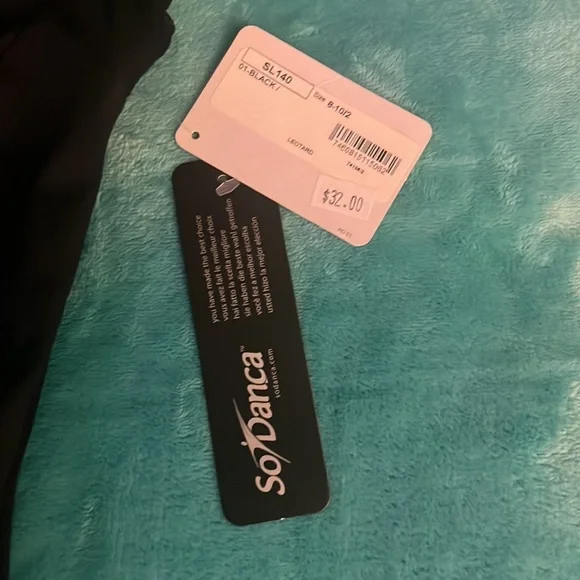 SL140
01-BLACK /
Size 8-10/2
LEOTARD
$32.00
you have made the best choice
vous avez fait le meilleur choix
hai fatto la scelta migliore
sie haben die beste wahl getroffen
você fez a melhor escolha
usted hizo la mejor elección
SoDanca™
sodanca.com